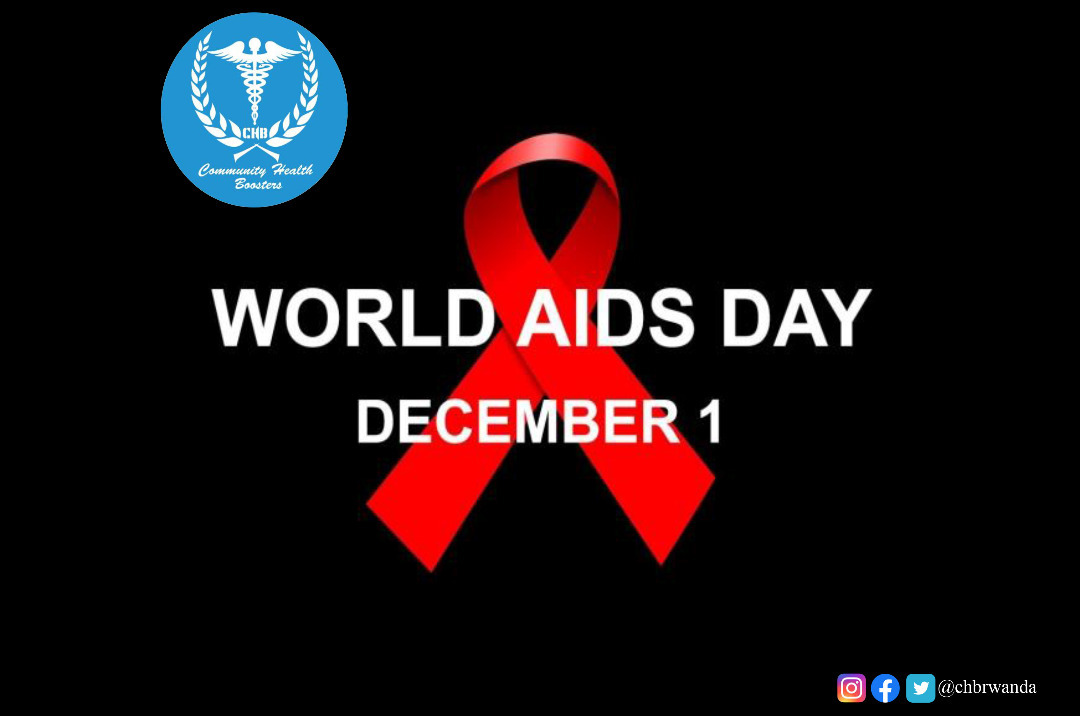 CHB
Community Health
Boosters
WORLD AIDS DAY
DECEMBER 1
@chbrwanda